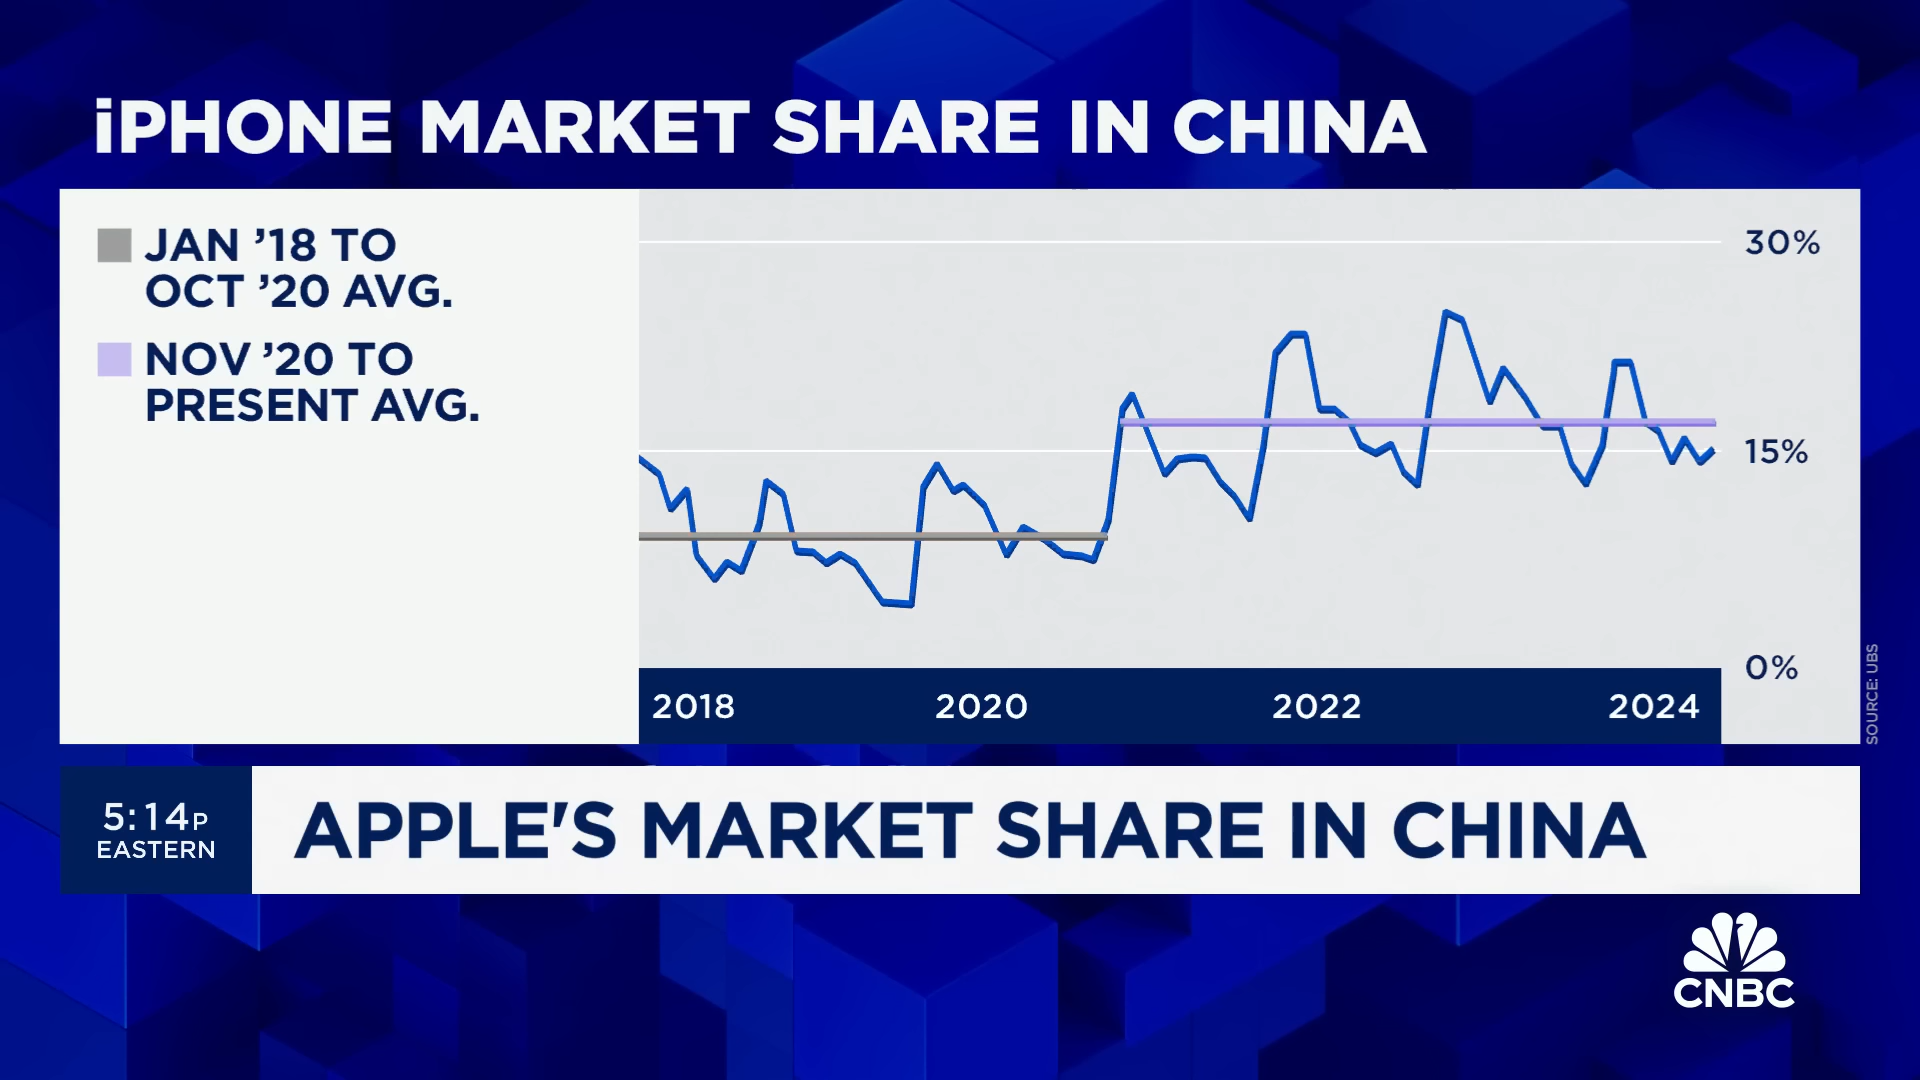 iPHONE MARKET SHARE IN CHINA
JAN ’18 TO
OCT ’20 AVG.
NOV ’20 TO
PRESENT AVG.
30%
15%
0%
2018
2020
2022
2024
SOURCE: UBS
5:14P
EASTERN
APPLE'S MARKET SHARE IN CHINA
CNBC